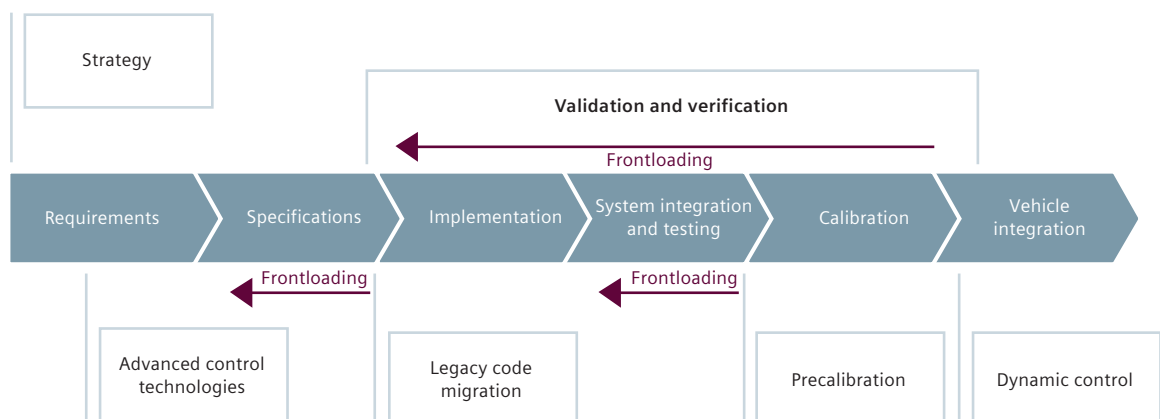 Strategy
Validation and verification
Frontloading
Requirements
Specifications
Implementation
System integration
and testing
Calibration
Vehicle
integration
Frontloading
Frontloading
Advanced control
technologies
Legacy code
migration
Precalibration
Dynamic control